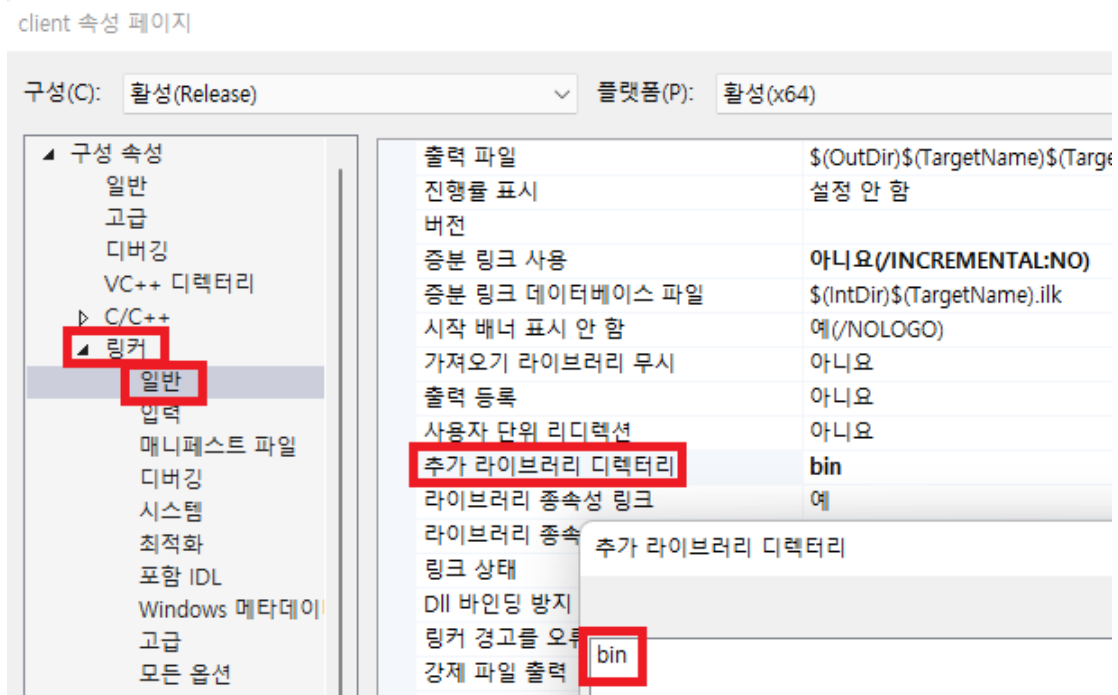 client 속성 페이지
구성(C): 활성(Release) 플랫폼(P): 활성(x64)
구성 속성
일반
고급
디버깅
VC++ 디렉터리
C/C++
링커
일반
입력
매니페스트 파일
디버깅
시스템
최적화
포함 IDL
Windows 메타데이
고급
모든 옵션
출력 파일 $(OutDir)$(TargetName)$(Targe
진행률 표시 설정 안 함
버전
증분 링크 사용 아니요(/INCREMENTAL:NO)
증분 링크 데이터베이스 파일 $(IntDir)$(TargetName).ilk
시작 배너 표시 안 함 예(/NOLOGO)
가져오기 라이브러리 무시 아니요
출력 등록 아니요
사용자 단위 리디렉션 아니요
추가 라이브러리 디렉터리 bin
라이브러리 종속성 링크 예
라이브러리 종속
링크 상태
Dll 바인딩 방지
링커 경고를 오류
강제 파일 출력
추가 라이브러리 디렉터리
bin